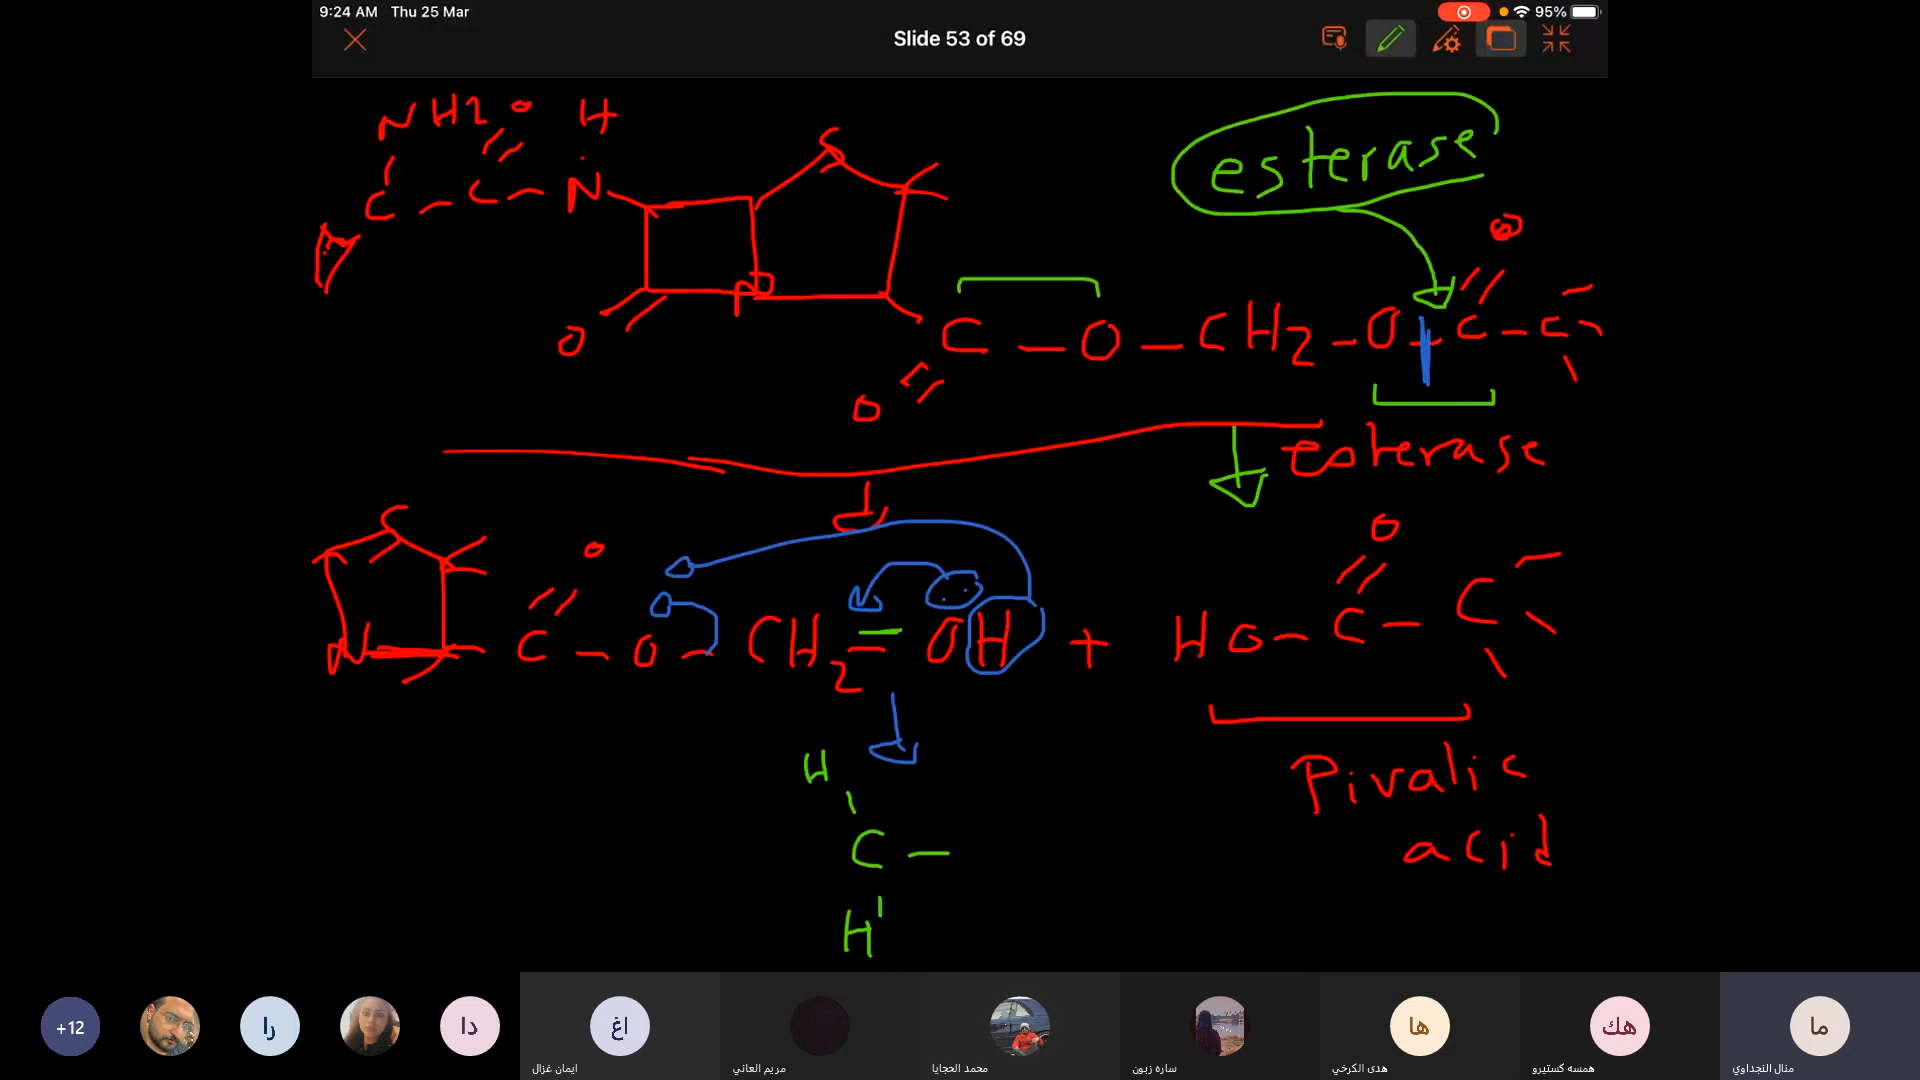 9:24 AM Thu 25 Mar
95%
Slide 53 of 69
NH2 O H
S
esterase
C - C - N
O
N
O
C - O - CH2 - O - C - C
O
esterase
S
O
O
N
C - O - CH2 = OH + HO - C - C
H
C -
H
Pivalic
acid
+12
را
دا
اغ
ها
هك
ما
ايمان غزال
مريم العاني
محمد الحجايا
ساره زبون
هدى الكرخي
همسه كستيرو
منال النجداوي